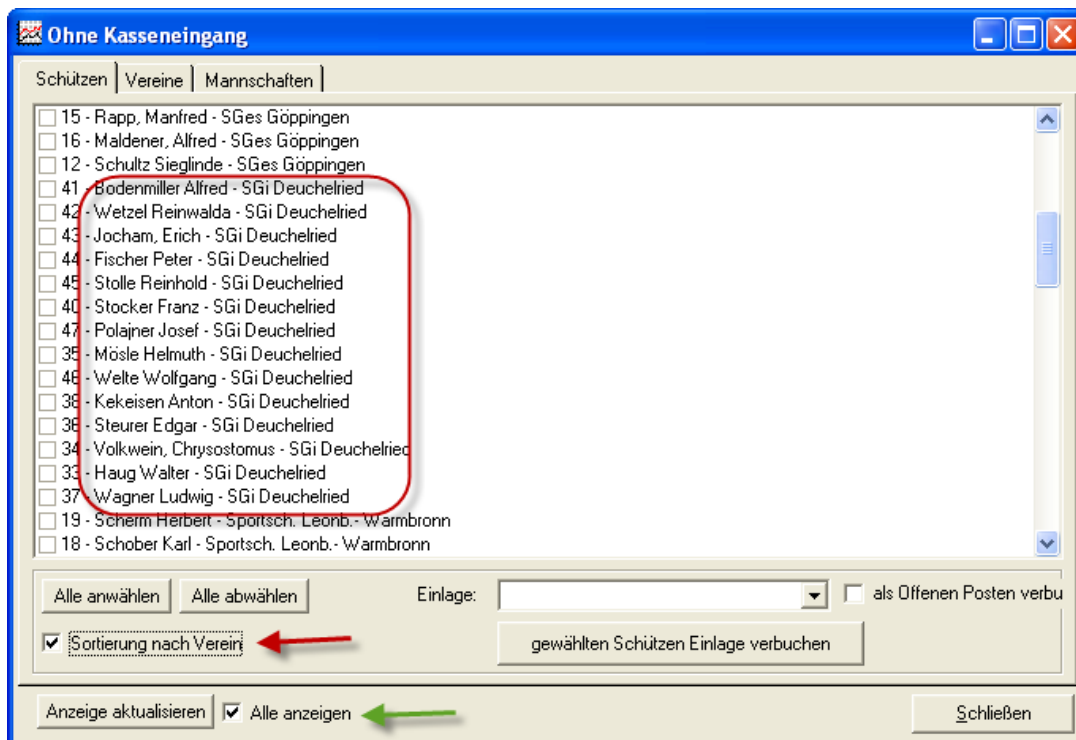 Ohne Kasseneingang
Schützen Vereine Mannschaften
15 - Rapp, Manfred - SGes Göppingen
16 - Maldener, Alfred - SGes Göppingen
12 - Schultz Sieglinde - SGes Göppingen
41 - Bodenmiller Alfred - SGi Deuchelried
42 - Wetzel Reinwalda - SGi Deuchelried
43 - Jocham, Erich - SGi Deuchelried
44 - Fischer Peter - SGi Deuchelried
45 - Stolle Reinhold - SGi Deuchelried
40 - Stocker Franz - SGi Deuchelried
47 - Polajner Josef - SGi Deuchelried
35 - Mösle Helmuth - SGi Deuchelried
46 - Welte Wolfgang - SGi Deuchelried
38 - Kekeisen Anton - SGi Deuchelried
36 - Steurer Edgar - SGi Deuchelried
34 - Volkwein, Chrysostomus - SGi Deuchelried
33 - Haug Walter - SGi Deuchelried
37 - Wagner Ludwig - SGi Deuchelried
19 - Scherm Herbert - Sportsch. Leonb.- Warmbronn
18 - Schober Karl - Sportsch. Leonb.- Warmbronn
Alle anwählen Alle abwählen Einlage: als Offenen Posten verbu
Sortierung nach Verein gewählten Schützen Einlage verbuchen
Anzeige aktualisieren Alle anzeigen Schließen